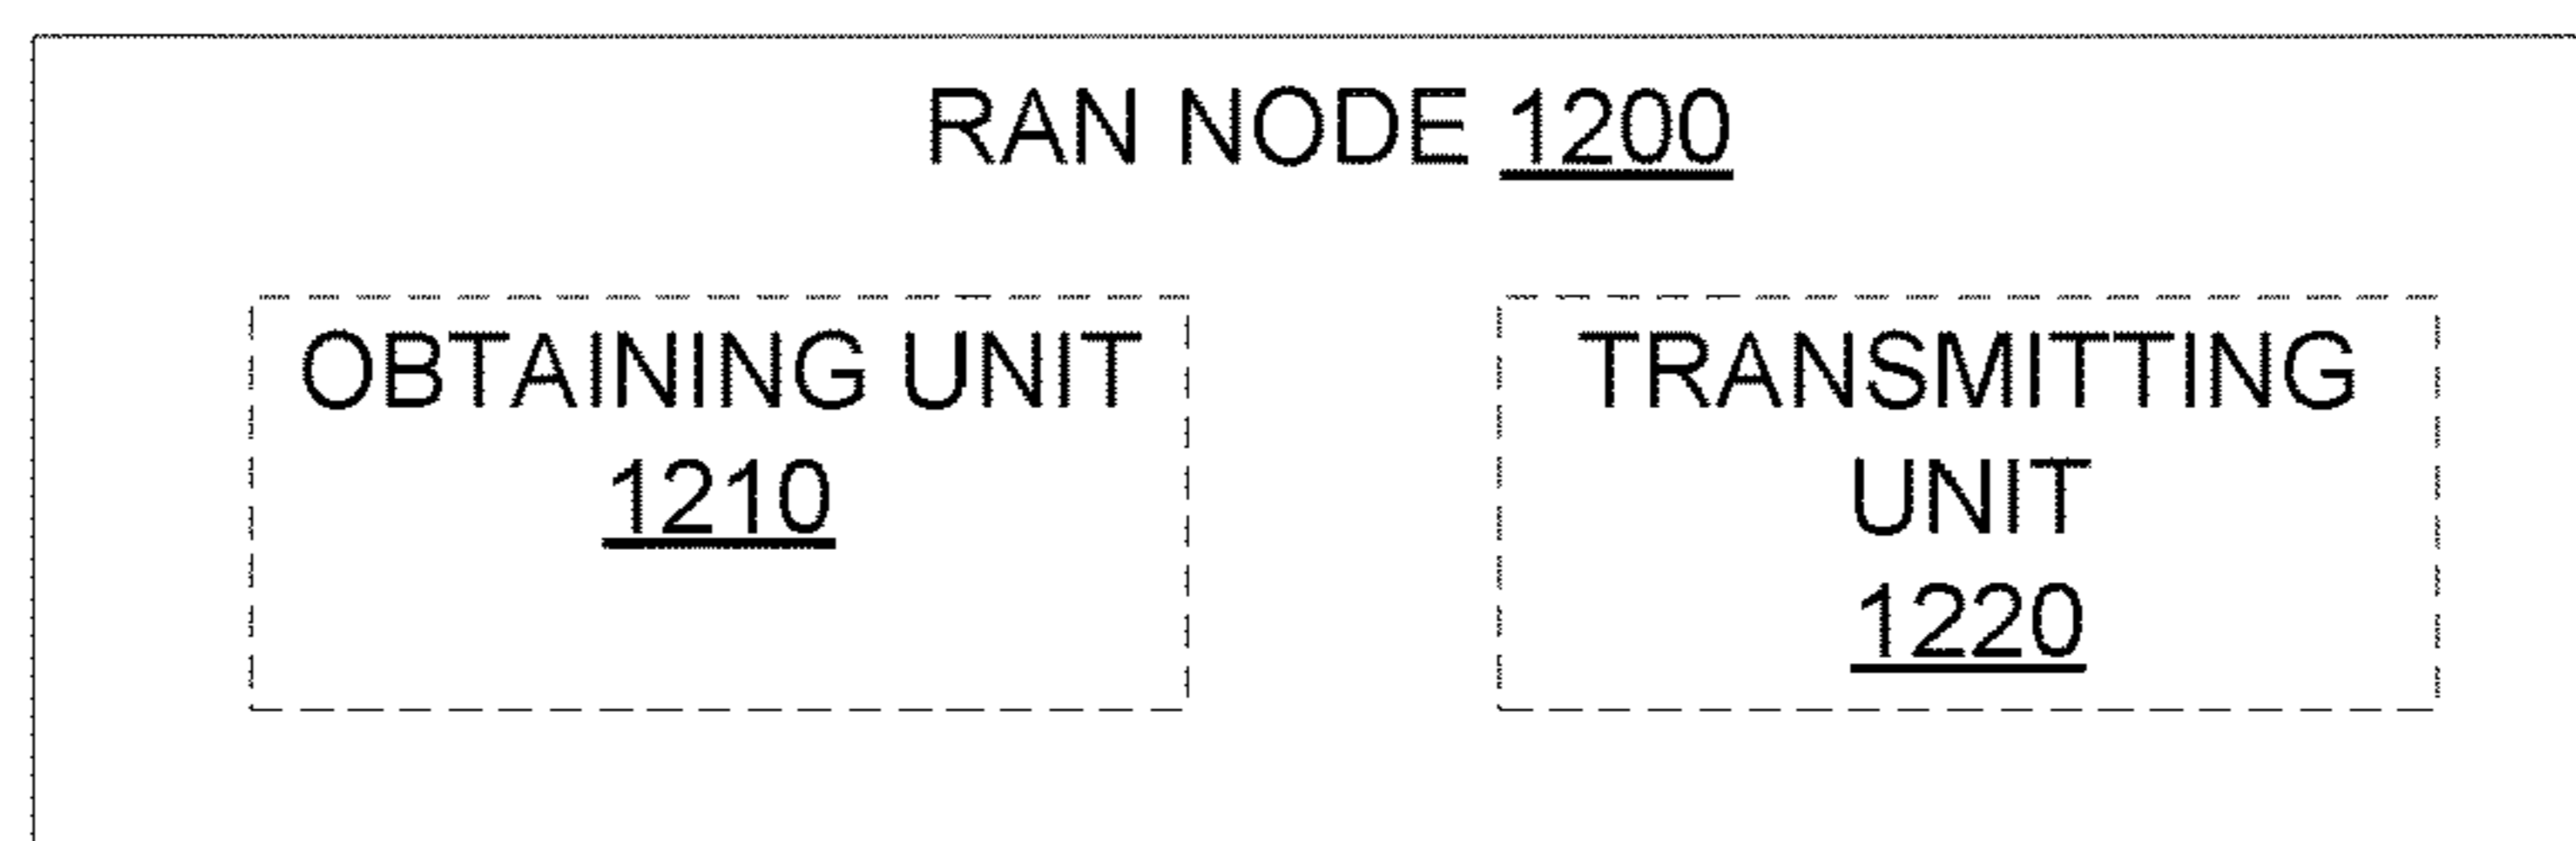 RAN NODE 1200
OBTAINING UNIT
1210
TRANSMITTING
UNIT
1220